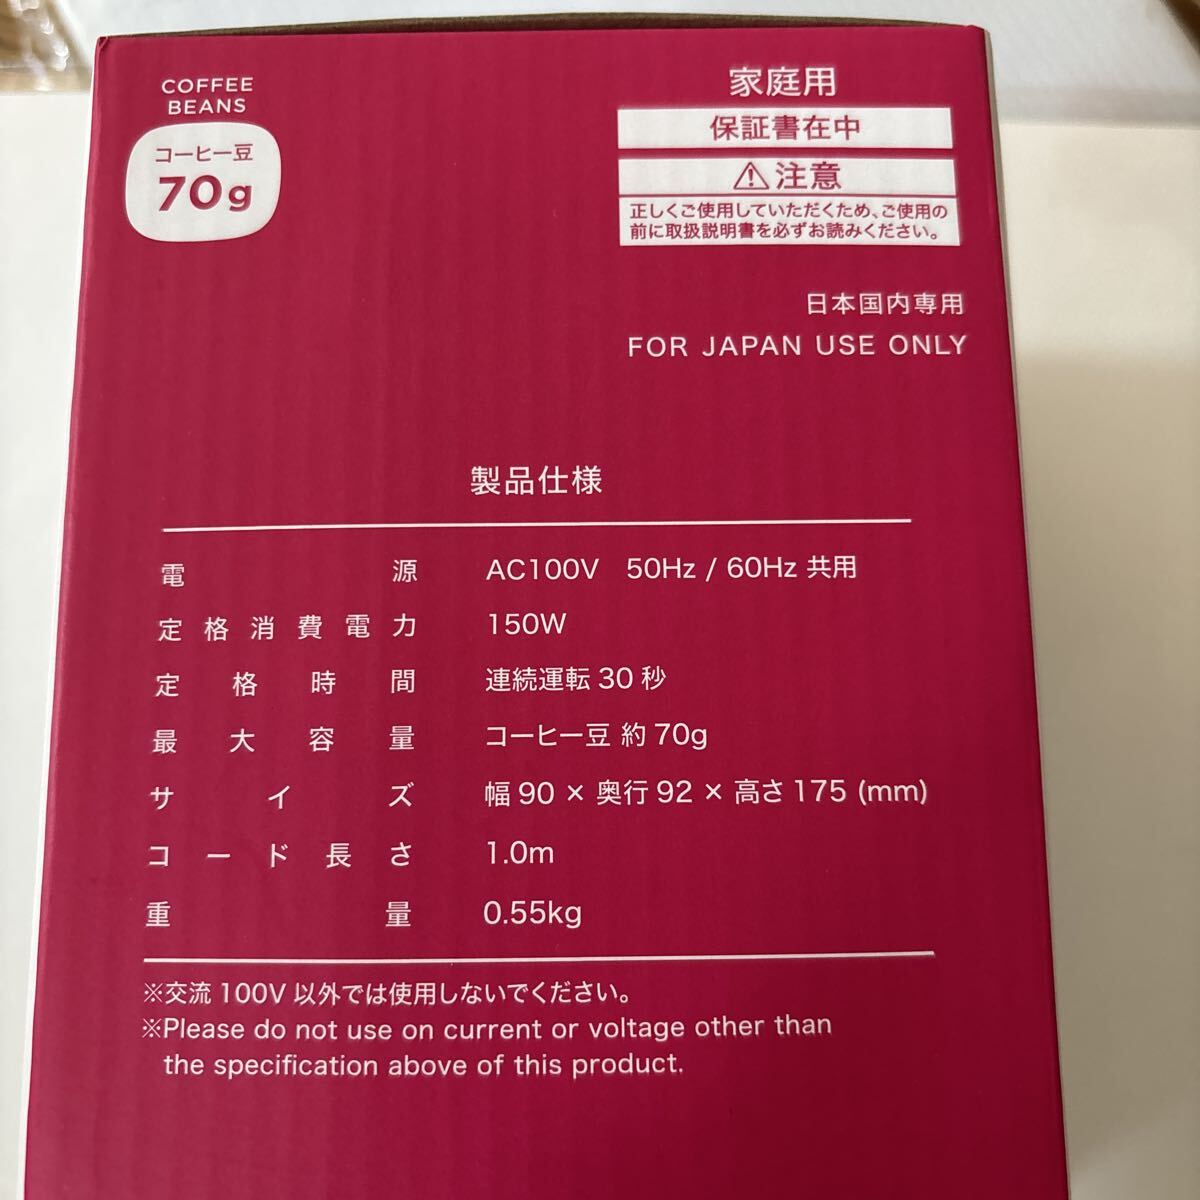 COFFEE
BEANS
コーヒー豆
70g
家庭用
保証書在中
⚠注意
正しくご使用していただくため、ご使用の
前に取扱説明書を必ずお読みください。
日本国内専用
FOR JAPAN USE ONLY
製品仕様
電源 AC100V 50Hz / 60Hz 共用
定格消費電力 150W
定格時間 連続運転 30 秒
最大容量 コーヒー豆 約 70g
サイズ 幅 90 × 奥行 92 × 高さ 175 (mm)
コード長さ 1.0m
重量 0.55kg
※交流 100V 以外では使用しないでください。
※Please do not use on current or voltage other than
the specification above of this product.